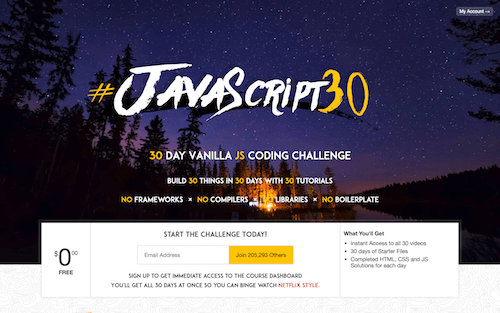 My Account →
#JavaScript30
30 DAY VANILLA JS CODING CHALLENGE
BUILD 30 THINGS IN 30 DAYS WITH 30 TUTORIALS
NO FRAMEWORKS × NO COMPILERS × NO LIBRARIES × NO BOILERPLATE
START THE CHALLENGE TODAY!
What You'll Get
$0.00
FREE
Email Address
Join 205,293 Others
• Instant Access to all 30 videos
• 30 days of Starter Files
• Completed HTML, CSS and JS
Solutions for each day
SIGN UP TO GET IMMEDIATE ACCESS TO THE COURSE DASHBOARD
YOU'LL GET ALL 30 DAYS AT ONCE SO YOU CAN BINGE WATCH NETFLIX STYLE.